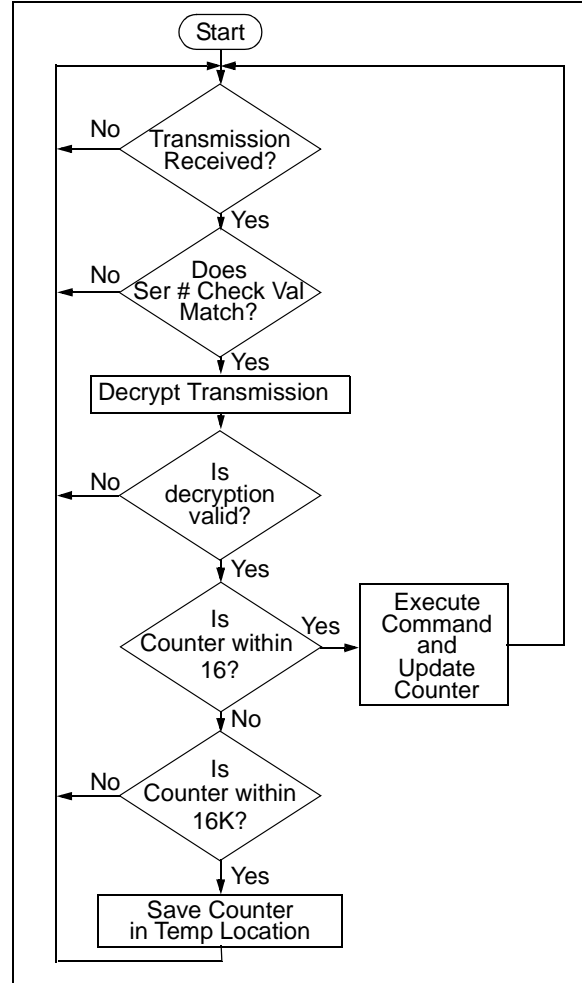 Start
No
Transmission
Received?
Yes
No
Does
Ser # Check Val
Match?
Yes
Decrypt Transmission
No
Is
decryption
valid?
Yes
Is
Counter within
16?
Yes
Execute
Command
and
Update
Counter
No
No
Is
Counter within
16K?
Yes
Save Counter
in Temp Location